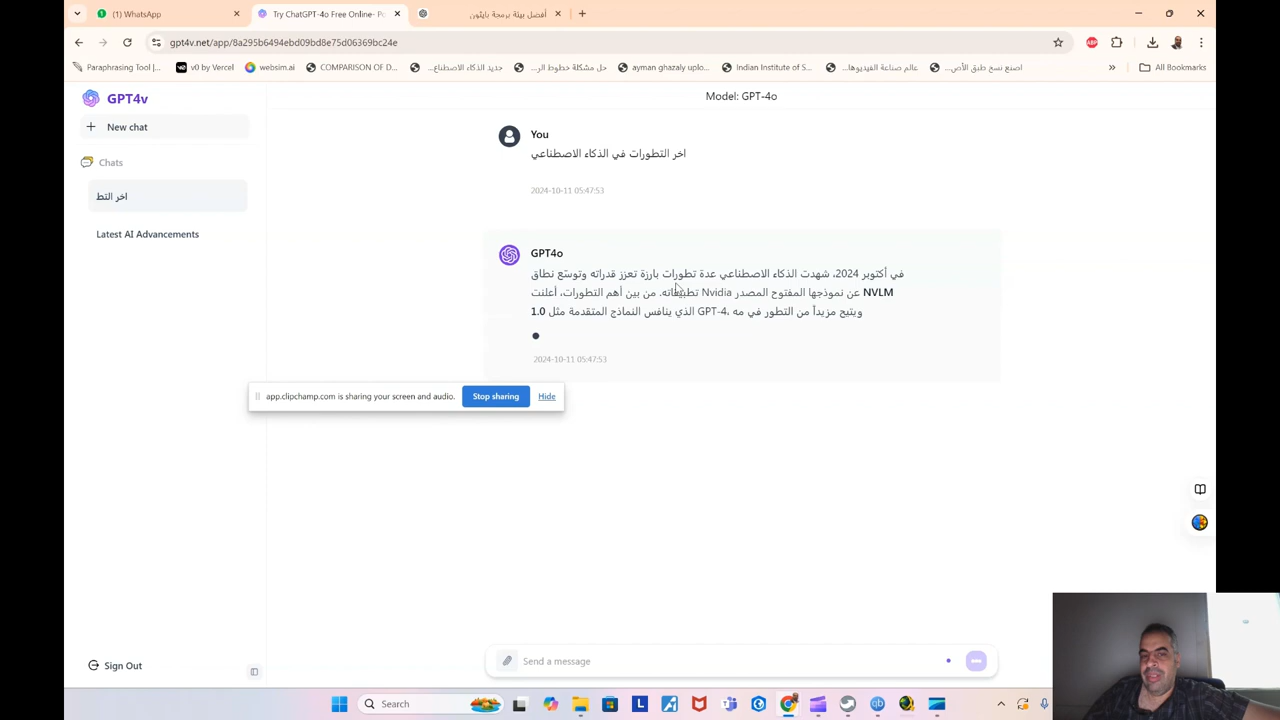 (1) WhatsApp
Try ChatGPT-4o Free Online- Po
أفضل بيئة برمجة بايثون
gpt4v.net/app/8a295b6494ebd09bd8e75d06369bc24e
ABP
Paraphrasing Tool |...
v0 by Vercel
websim.ai
COMPARISON OF D...
حديد الذكاء الاصطناع...
حل مشكلة خطوط الر...
ayman ghazaly uplo...
Indian Institute of S...
عالم صناعة الفيديوها...
اصنع نسخ طبق الأص...
»
All Bookmarks
GPT4v
Model: GPT-4o
New chat
Chats
اخر التط
Latest AI Advancements
You
اخر التطورات في الذكاء الاصطناعي
2024-10-11 05:47:53
GPT4o
في أكتوبر 2024، شهدت الذكاء الاصطناعي عدة تطورات بارزة تعزز قدراته وتوسّع نطاق
تطبيقاته. من بين أهم التطورات، أعلنت Nvidia عن نموذجها المفتوح المصدر NVLM
1.0 الذي ينافس النماذج المتقدمة مثل GPT-4، ويتيح مزيداً من التطور في مه
2024-10-11 05:47:53
app.clipchamp.com is sharing your screen and audio.
Stop sharing
Hide
Send a message
Sign Out
Search